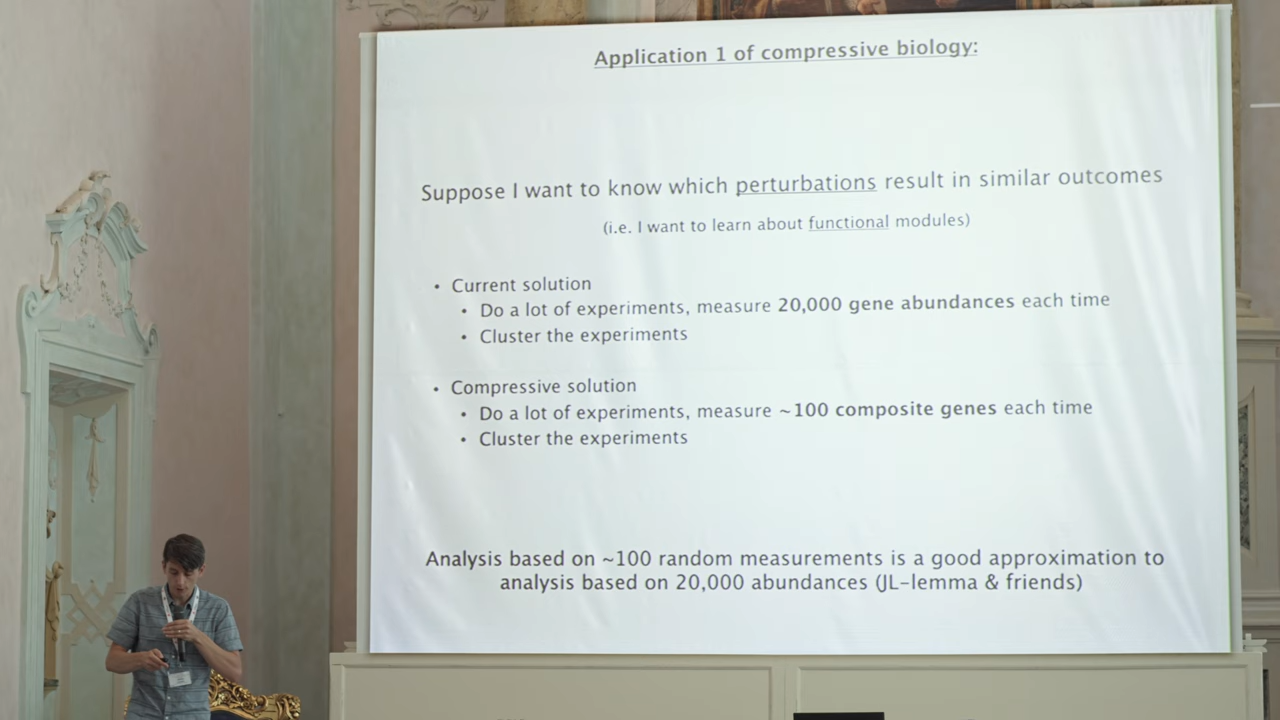 Application 1 of compressive biology:
Suppose I want to know which perturbations result in similar outcomes
(i.e. I want to learn about functional modules)
• Current solution
• Do a lot of experiments, measure 20,000 gene abundances each time
• Cluster the experiments
• Compressive solution
• Do a lot of experiments, measure ~100 composite genes each time
• Cluster the experiments
Analysis based on ~100 random measurements is a good approximation to
analysis based on 20,000 abundances (JL-lemma & friends)